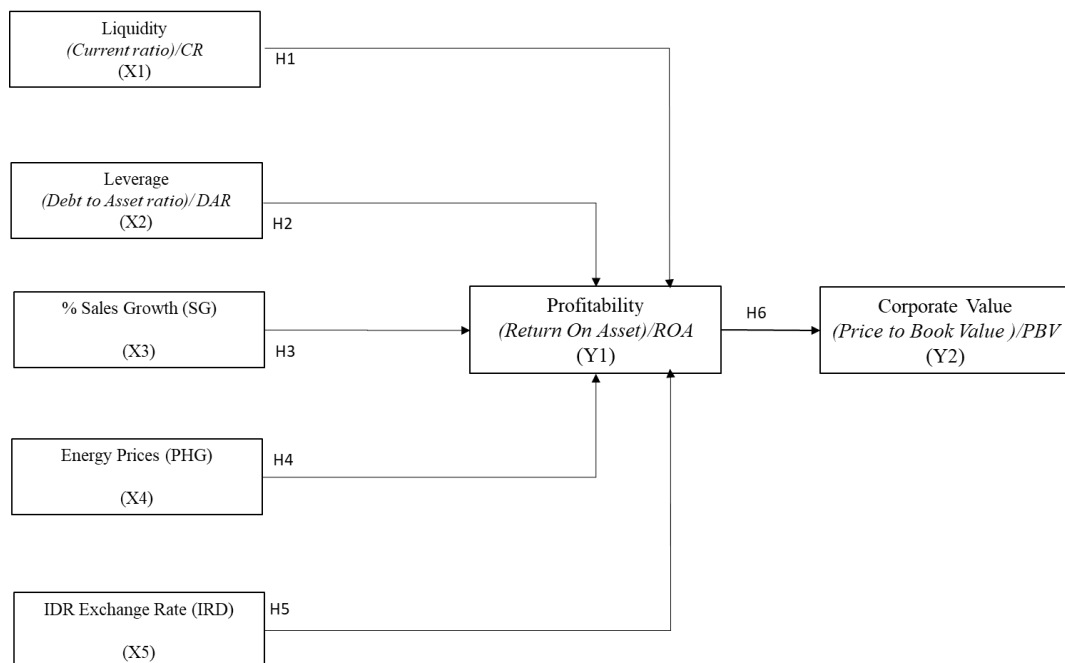 Liquidity
(Current ratio)/CR
(X1)
H1
Leverage
(Debt to Asset ratio)/DAR
(X2)
H2
% Sales Growth (SG)
(X3)
H3
Profitability
(Return On Asset)/ROA
(Y1)
H6
Corporate Value
(Price to Book Value )/PBV
(Y2)
Energy Prices (PHG)
(X4)
H4
IDR Exchange Rate (IRD)
(X5)
H5